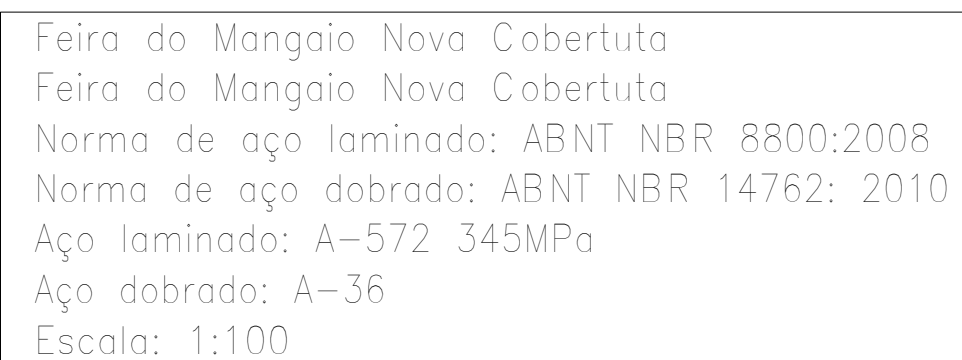 Feira do Mangaio Nova Cobertuta
Feira do Mangaio Nova Cobertuta
Norma de aço laminado: ABNT NBR 8800:2008
Norma de aço dobrado: ABNT NBR 14762: 2010
Aço laminado: A-572 345MPa
Aço dobrado: A-36
Escala: 1:100